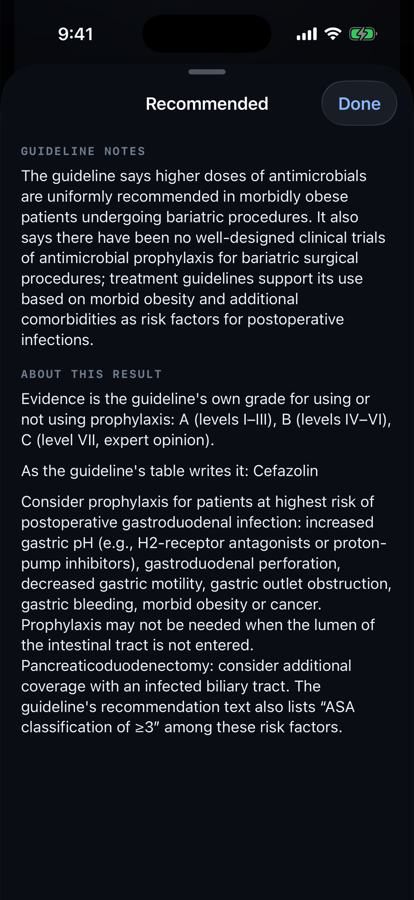 9:41
Recommended
Done
GUIDELINE NOTES
The guideline says higher doses of antimicrobials
are uniformly recommended in morbidly obese
patients undergoing bariatric procedures. It also
says there have been no well-designed clinical trials
of antimicrobial prophylaxis for bariatric surgical
procedures; treatment guidelines support its use
based on morbid obesity and additional
comorbidities as risk factors for postoperative
infections.
ABOUT THIS RESULT
Evidence is the guideline's own grade for using or
not using prophylaxis: A (levels I–III), B (levels IV–VI),
C (level VII, expert opinion).
As the guideline's table writes it: Cefazolin
Consider prophylaxis for patients at highest risk of
postoperative gastroduodenal infection: increased
gastric pH (e.g., H2-receptor antagonists or proton-
pump inhibitors), gastroduodenal perforation,
decreased gastric motility, gastric outlet obstruction,
gastric bleeding, morbid obesity or cancer.
Prophylaxis may not be needed when the lumen of
the intestinal tract is not entered.
Pancreaticoduodenectomy: consider additional
coverage with an infected biliary tract. The
guideline's recommendation text also lists “ASA
classification of ≥3” among these risk factors.